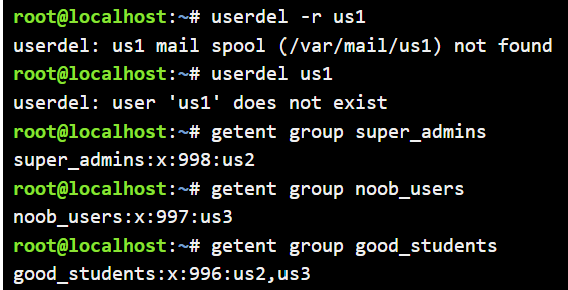 root@localhost:~# userdel -r us1
userdel: us1 mail spool (/var/mail/us1) not found
root@localhost:~# userdel us1
userdel: user 'us1' does not exist
root@localhost:~# getent group super_admins
super_admins:x:998:us2
root@localhost:~# getent group noob_users
noob_users:x:997:us3
root@localhost:~# getent group good_students
good_students:x:996:us2,us3